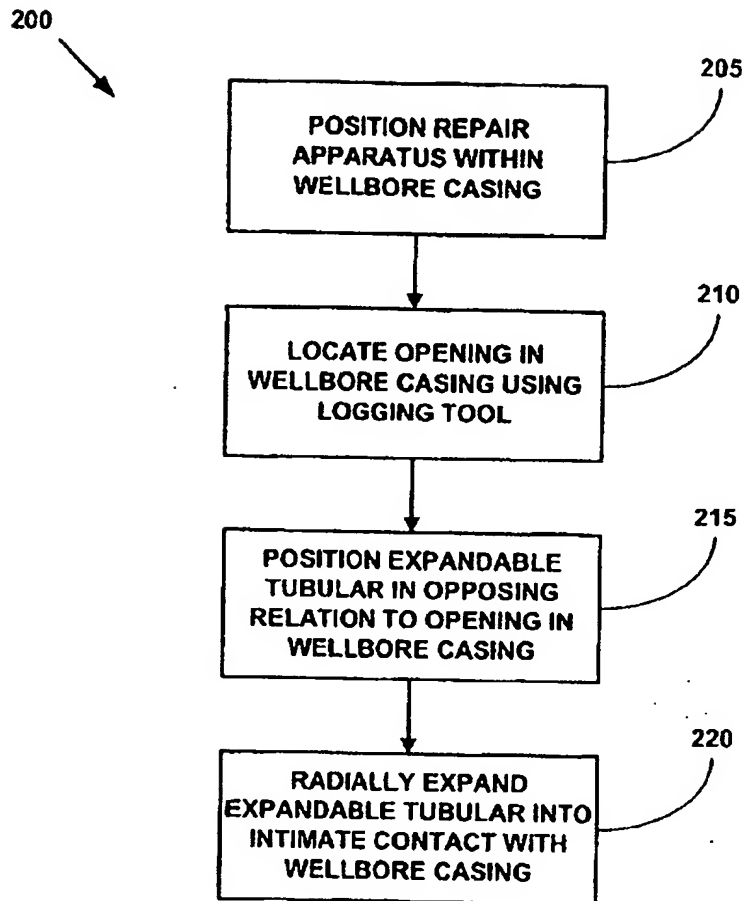 200
205
POSITION REPAIR
APPARATUS WITHIN
WELLBORE CASING
210
LOCATE OPENING IN
WELLBORE CASING USING
LOGGING TOOL
215
POSITION EXPANDABLE
TUBULAR IN OPPOSING
RELATION TO OPENING IN
WELLBORE CASING
220
RADIALLY EXPAND
EXPANDABLE TUBULAR INTO
INTIMATE CONTACT WITH
WELLBORE CASING